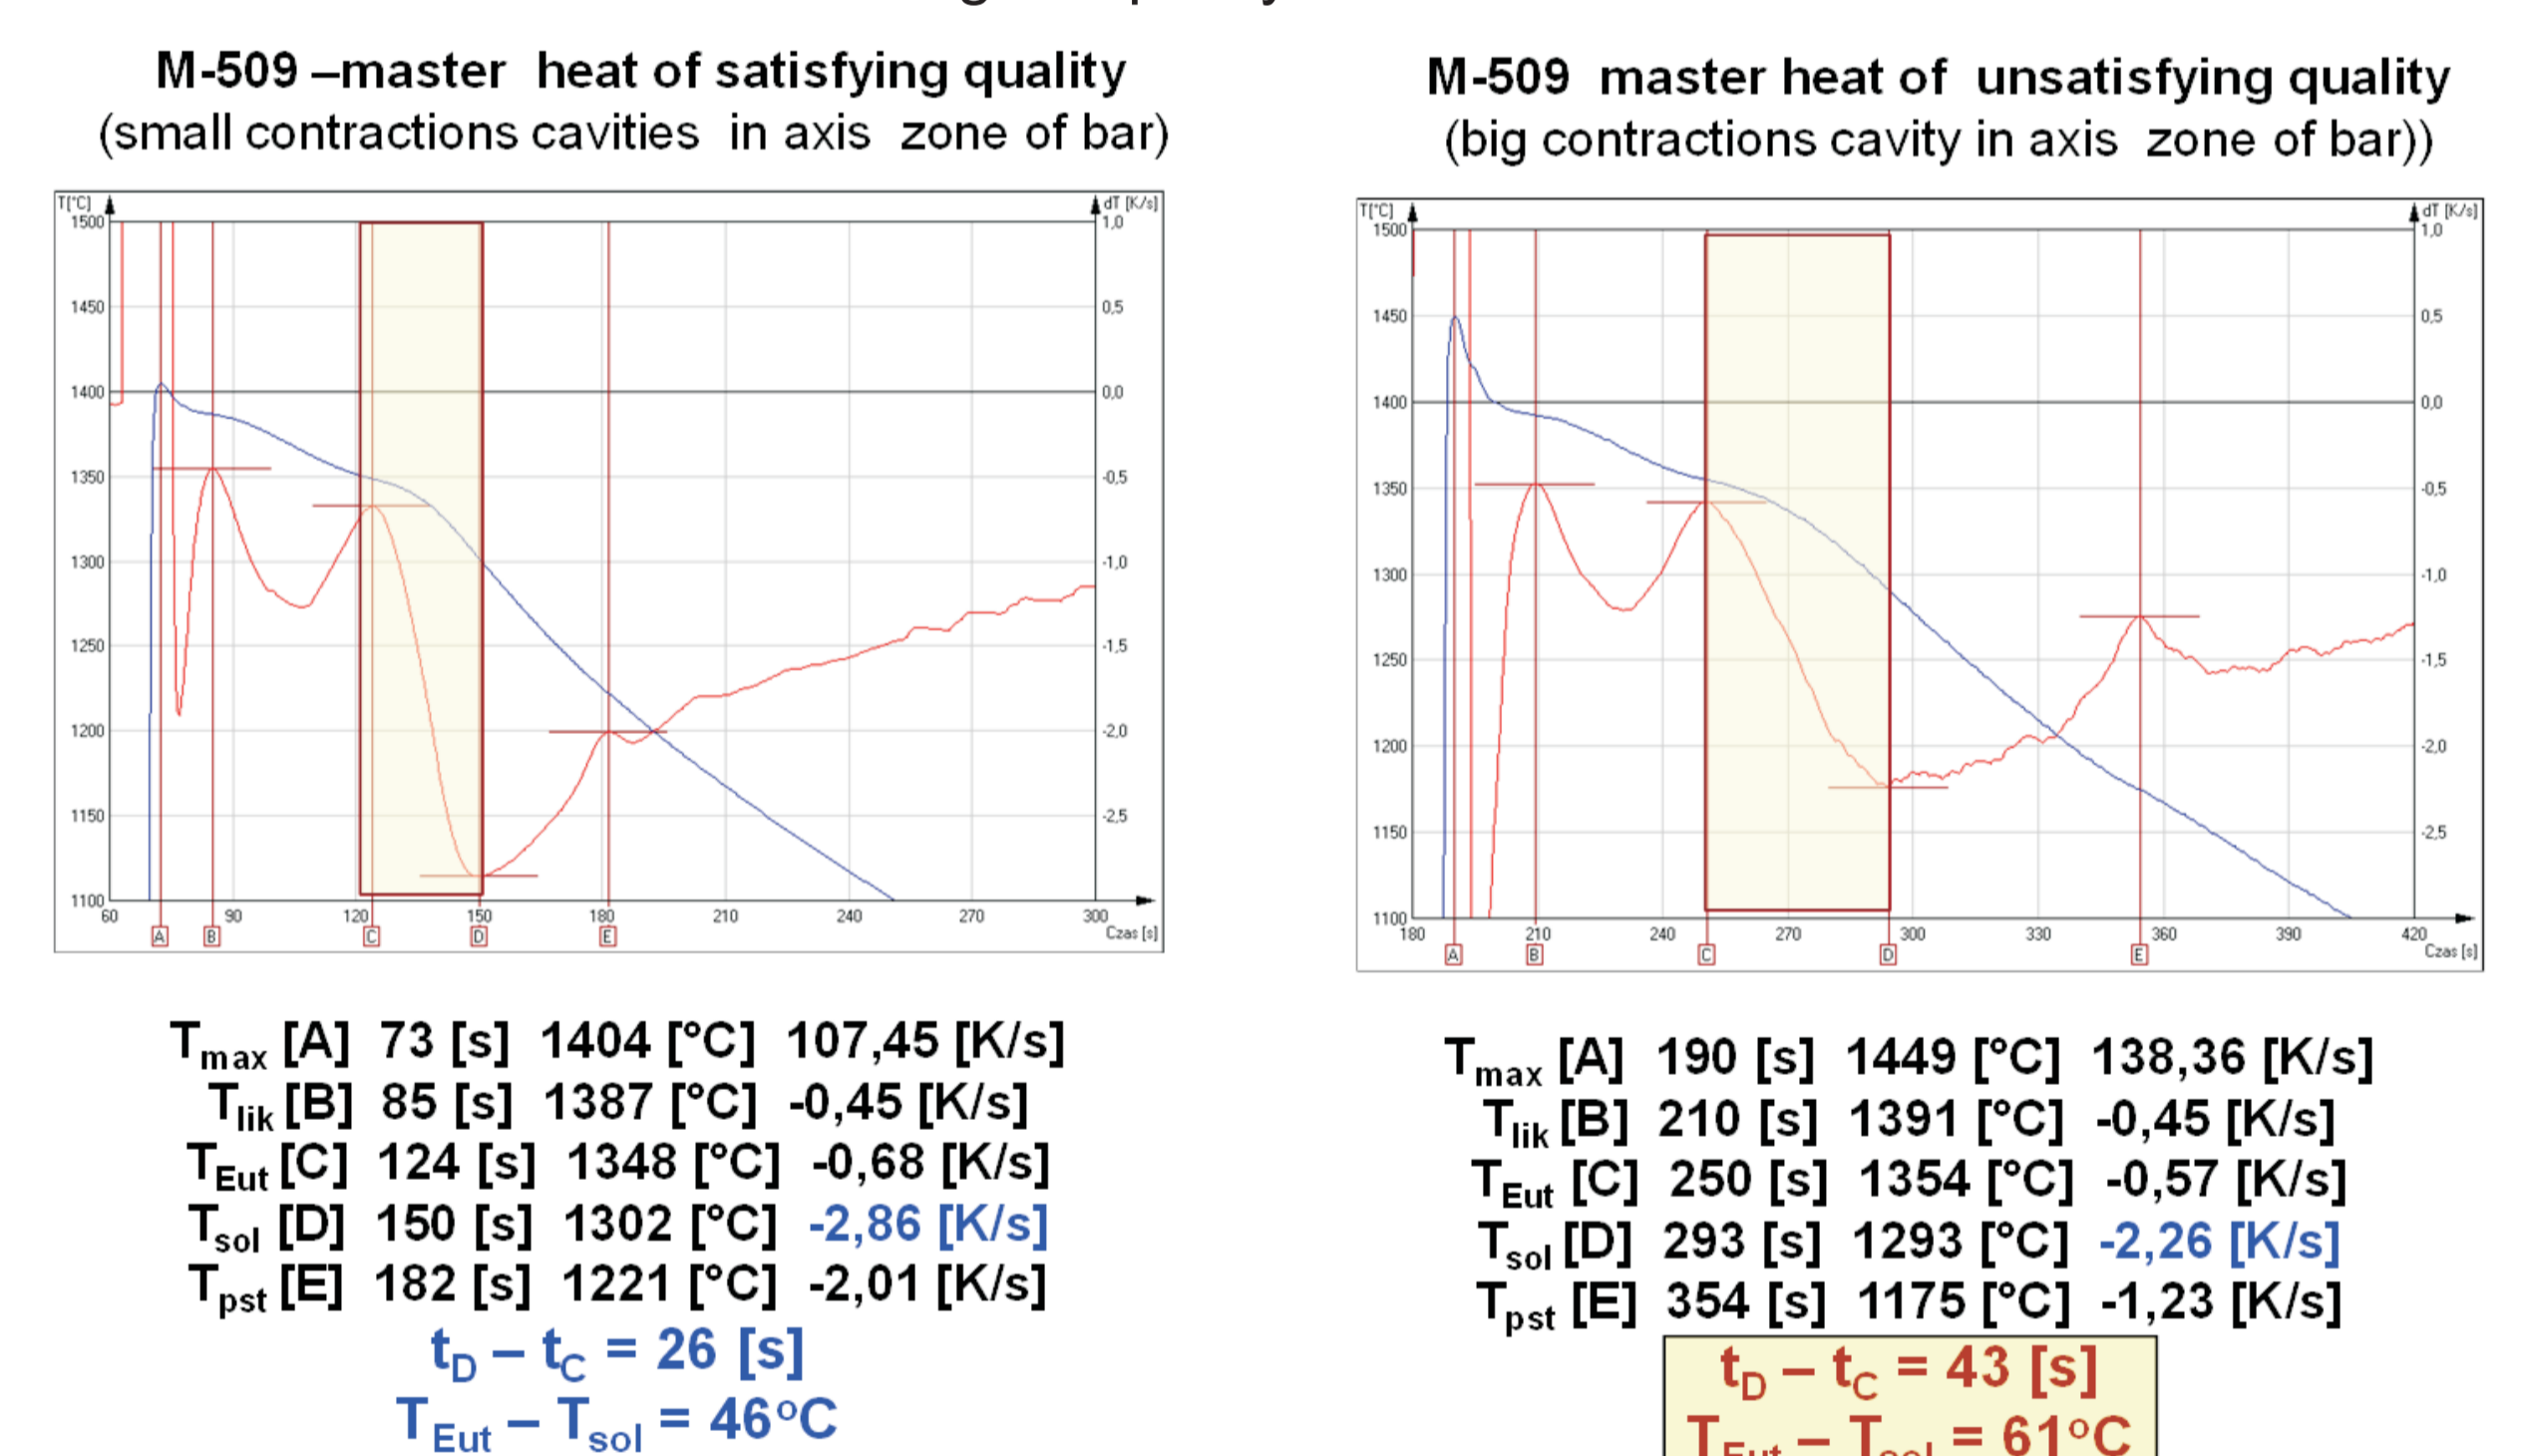 M-509 –master heat of satisfying quality
(small contractions cavities in axis zone of bar)
T[°C]
dT [K/s]
1500
1450
1400
1350
1300
1250
1200
1150
1100
1,0
0,5
0,0
-0,5
-1,0
-1,5
-2,0
-2,5
60 90 120 150 180 210 240 270 300
A B C D E
Czas [s]
Tmax [A] 73 [s] 1404 [°C] 107,45 [K/s]
Tlik [B] 85 [s] 1387 [°C] -0,45 [K/s]
TEut [C] 124 [s] 1348 [°C] -0,68 [K/s]
Tsol [D] 150 [s] 1302 [°C] -2,86 [K/s]
Tpst [E] 182 [s] 1221 [°C] -2,01 [K/s]
tD – tC = 26 [s]
TEut – Tsol = 46°C
M-509 master heat of unsatisfying quality
(big contractions cavity in axis zone of bar))
T[°C]
dT [K/s]
1500
1450
1400
1350
1300
1250
1200
1150
1100
1,0
0,5
0,0
-0,5
-1,0
-1,5
-2,0
-2,5
180 210 240 270 300 330 360 390 420
A B C D E
Czas [s]
Tmax [A] 190 [s] 1449 [°C] 138,36 [K/s]
Tlik [B] 210 [s] 1391 [°C] -0,45 [K/s]
TEut [C] 250 [s] 1354 [°C] -0,57 [K/s]
Tsol [D] 293 [s] 1293 [°C] -2,26 [K/s]
Tpst [E] 354 [s] 1175 [°C] -1,23 [K/s]
tD – tC = 43 [s]
TEut – Tsol = 61°C